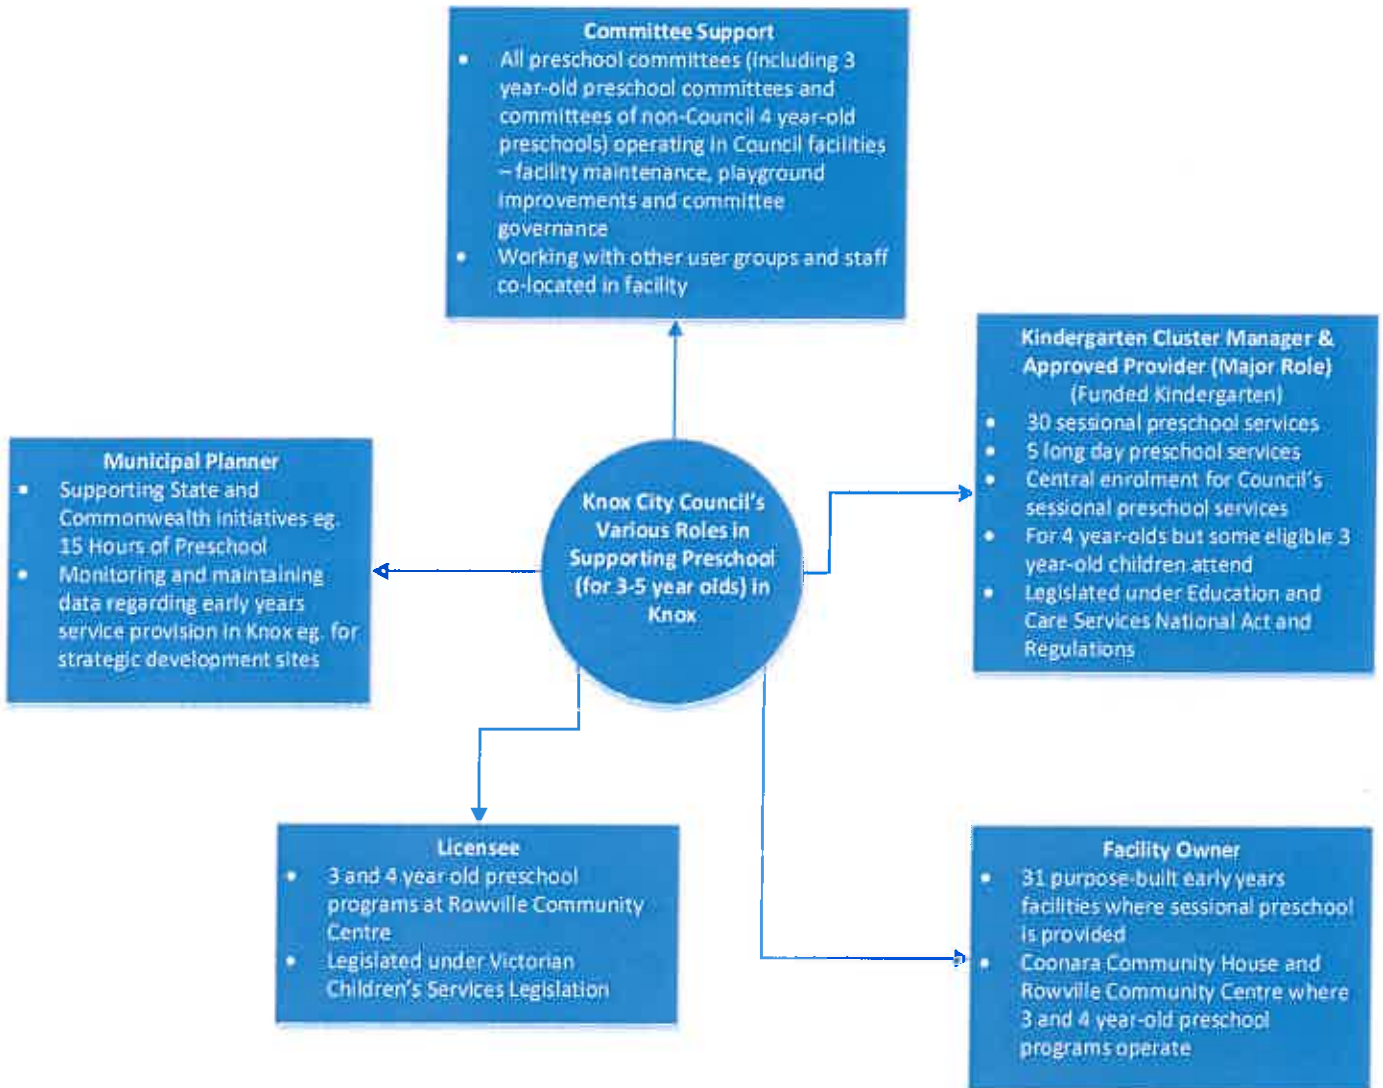 Committee Support
• All preschool committees (including 3
year-old preschool committees and
committees of non-Council 4 year-old
preschools) operating in Council facilities
– facility maintenance, playground
improvements and committee
governance
• Working with other user groups and staff
co-located in facility
Kindergarten Cluster Manager &
Approved Provider (Major Role)
(Funded Kindergarten)
• 30 sessional preschool services
• 5 long day preschool services
• Central enrolment for Council's
sessional preschool services
• For 4 year-olds but some eligible 3
year-old children attend
• Legislated under Education and
Care Services National Act and
Regulations
Municipal Planner
• Supporting State and
Commonwealth initiatives eg.
15 Hours of Preschool
• Monitoring and maintaining
data regarding early years
service provision in Knox eg. for
strategic development sites
Knox City Council's
Various Roles in
Supporting Preschool
(for 3-5 year olds) in
Knox
Licensee
• 3 and 4 year old preschool
programs at Rowville Community
Centre
• Legislated under Victorian
Children's Services Legislation
Facility Owner
• 31 purpose-built early years
facilities where sessional preschool
is provided
• Coonara Community House and
Rowville Community Centre where
3 and 4 year-old preschool
programs operate